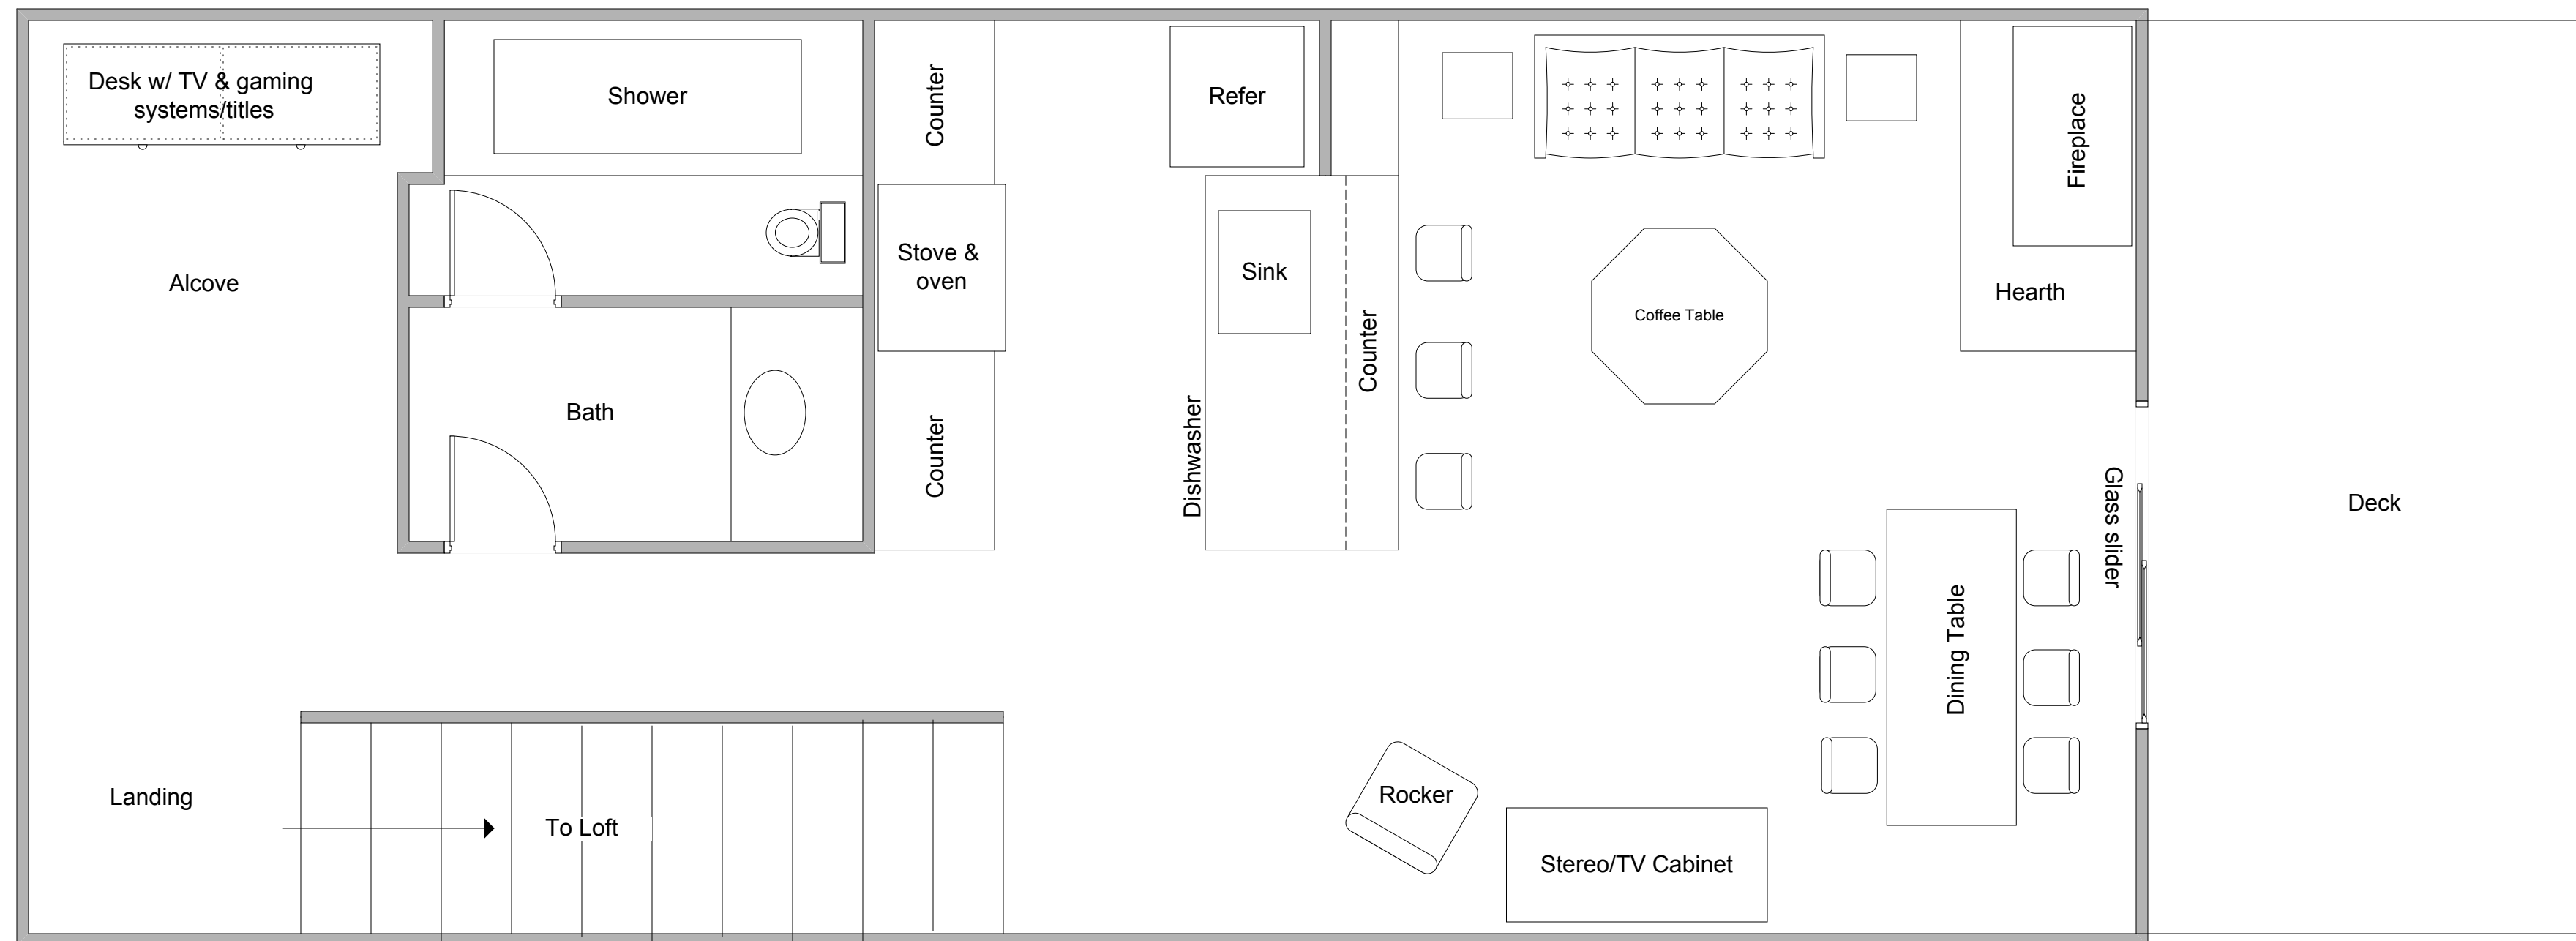 Desk w/ TV & gaming
systems/titles
Shower
Counter
Refer
Fireplace
Stove &
oven
Sink
Alcove
Hearth
Coffee Table
Counter
Bath
Counter
Dishwasher
Glass slider
Deck
Dining Table
Landing
To Loft
Rocker
Stereo/TV Cabinet